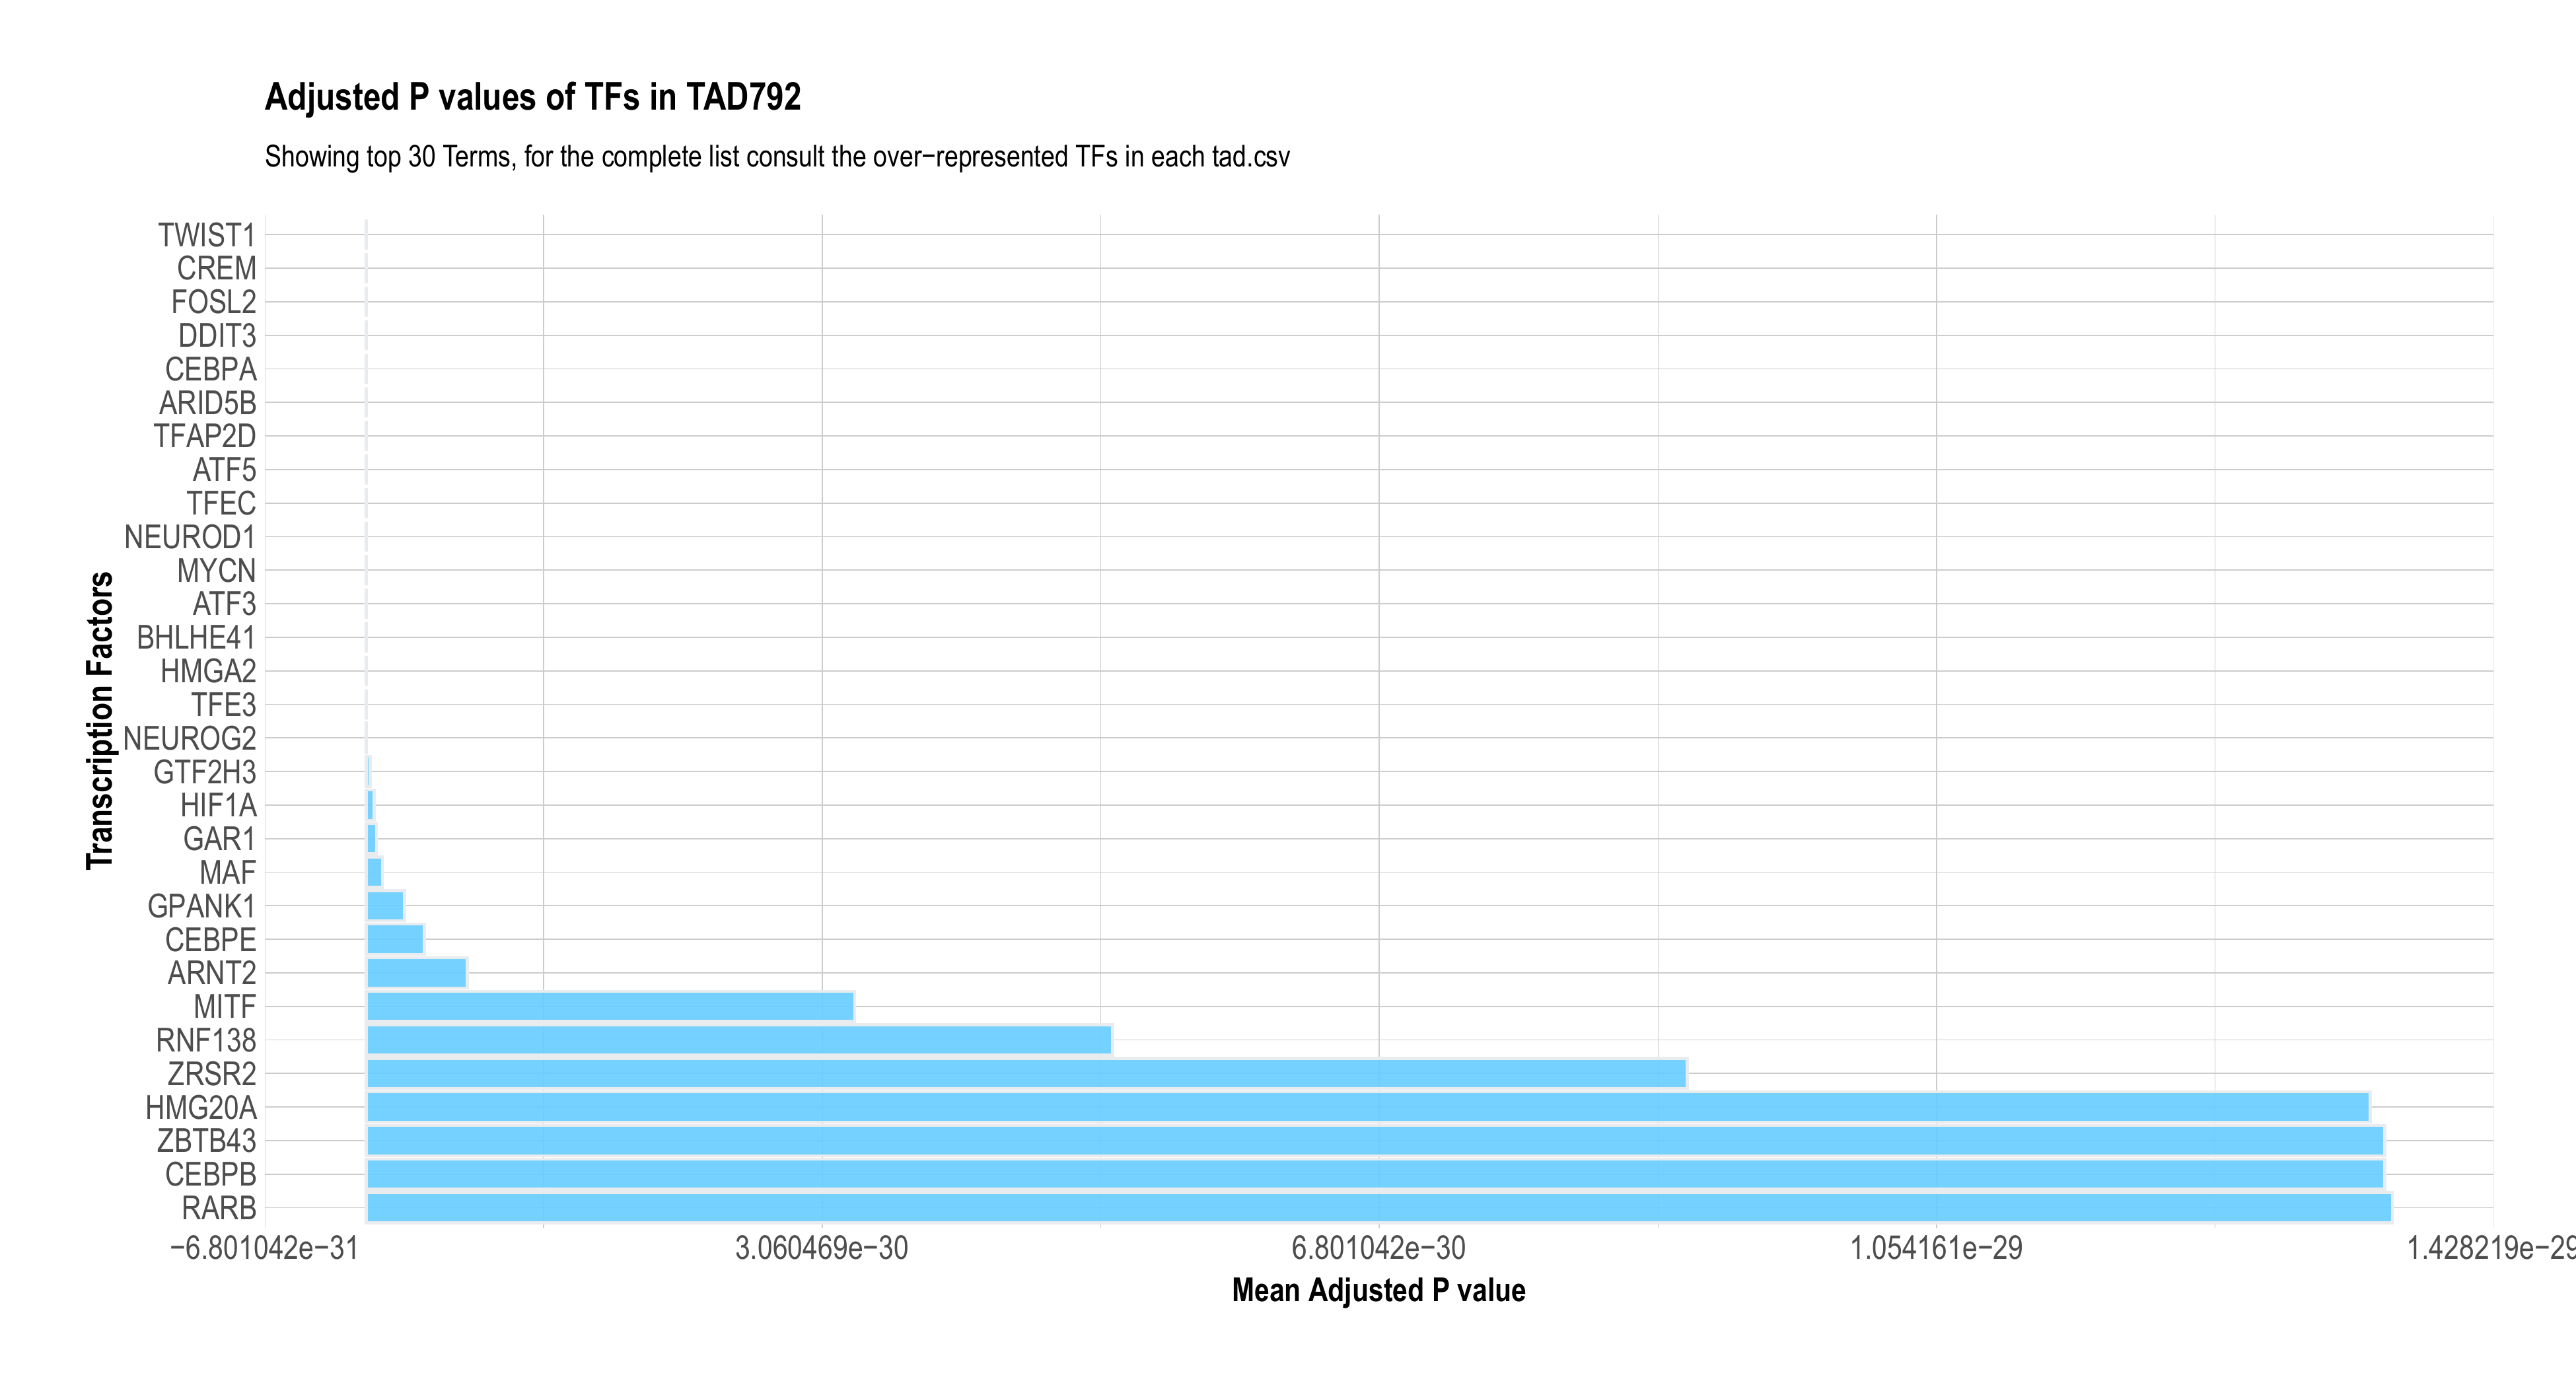 Adjusted P values of TFs in TAD792
Showing top 30 Terms, for the complete list consult the over−represented TFs in each tad.csv
Transcription Factors
TWIST1
CREM
FOSL2
DDIT3
CEBPA
ARID5B
TFAP2D
ATF5
TFEC
NEUROD1
MYCN
ATF3
BHLHE41
HMGA2
TFE3
NEUROG2
GTF2H3
HIF1A
GAR1
MAF
GPANK1
CEBPE
ARNT2
MITF
RNF138
ZRSR2
HMG20A
ZBTB43
CEBPB
RARB
−6.801042e−31 3.060469e−30 6.801042e−30 1.054161e−29 1.428219e−29
Mean Adjusted P value